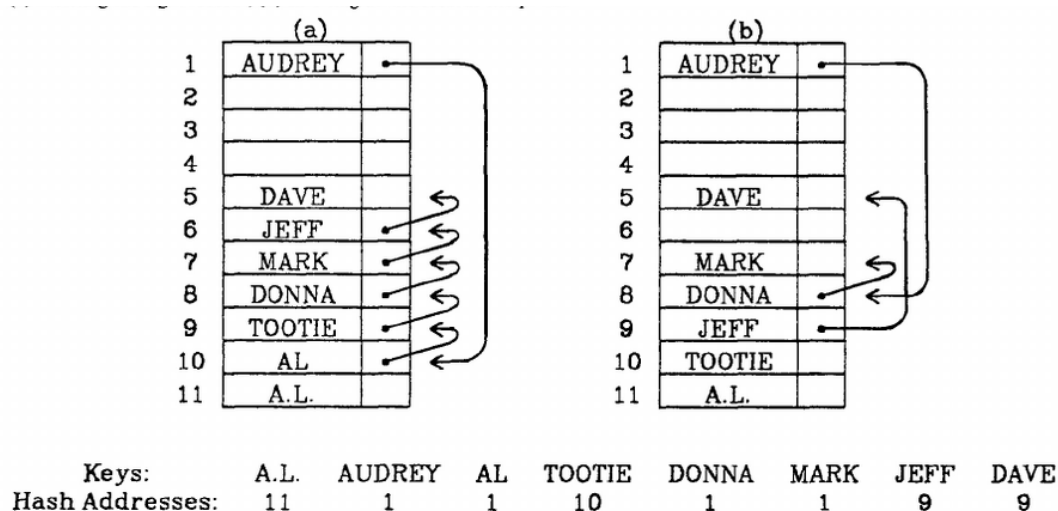 (a) (b)
1 AUDREY 1 AUDREY
2 2
3 3
4 4
5 DAVE 5 DAVE
6 JEFF 6
7 MARK 7 MARK
8 DONNA 8 DONNA
9 TOOTIE 9 JEFF
10 AL 10 TOOTIE
11 A.L. 11 A.L.
Keys: A.L. AUDREY AL TOOTIE DONNA MARK JEFF DAVE
Hash Addresses: 11 1 1 10 1 1 9 9